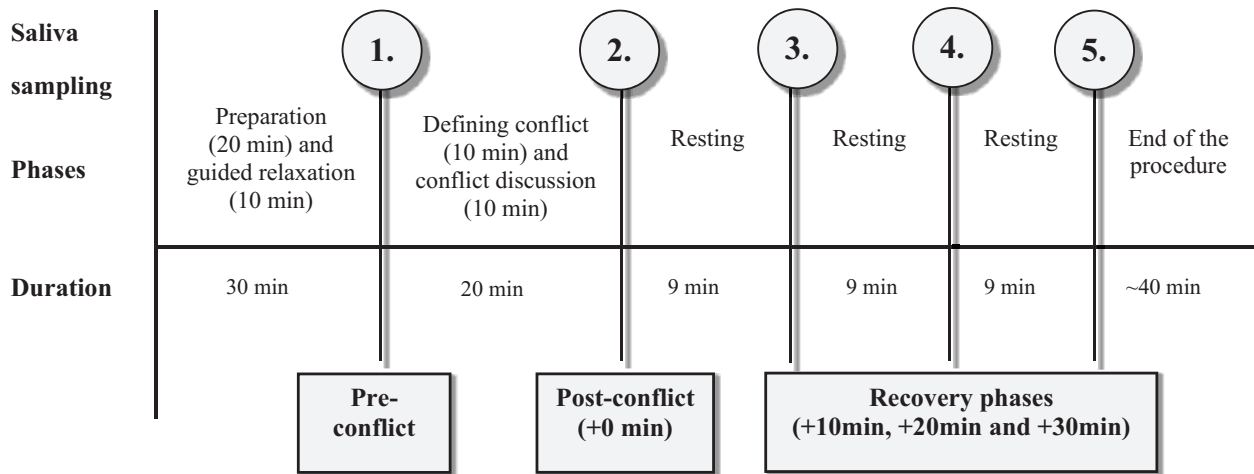 Saliva
sampling
1.
2.
3.
4.
5.
Phases
Preparation
(20 min) and
guided relaxation
(10 min)
Defining conflict
(10 min) and
conflict discussion
(10 min)
Resting
Resting
Resting
End of the
procedure
Duration
30 min
20 min
9 min
9 min
9 min
~40 min
Pre-
conflict
Post-conflict
(+0 min)
Recovery phases
(+10min, +20min and +30min)